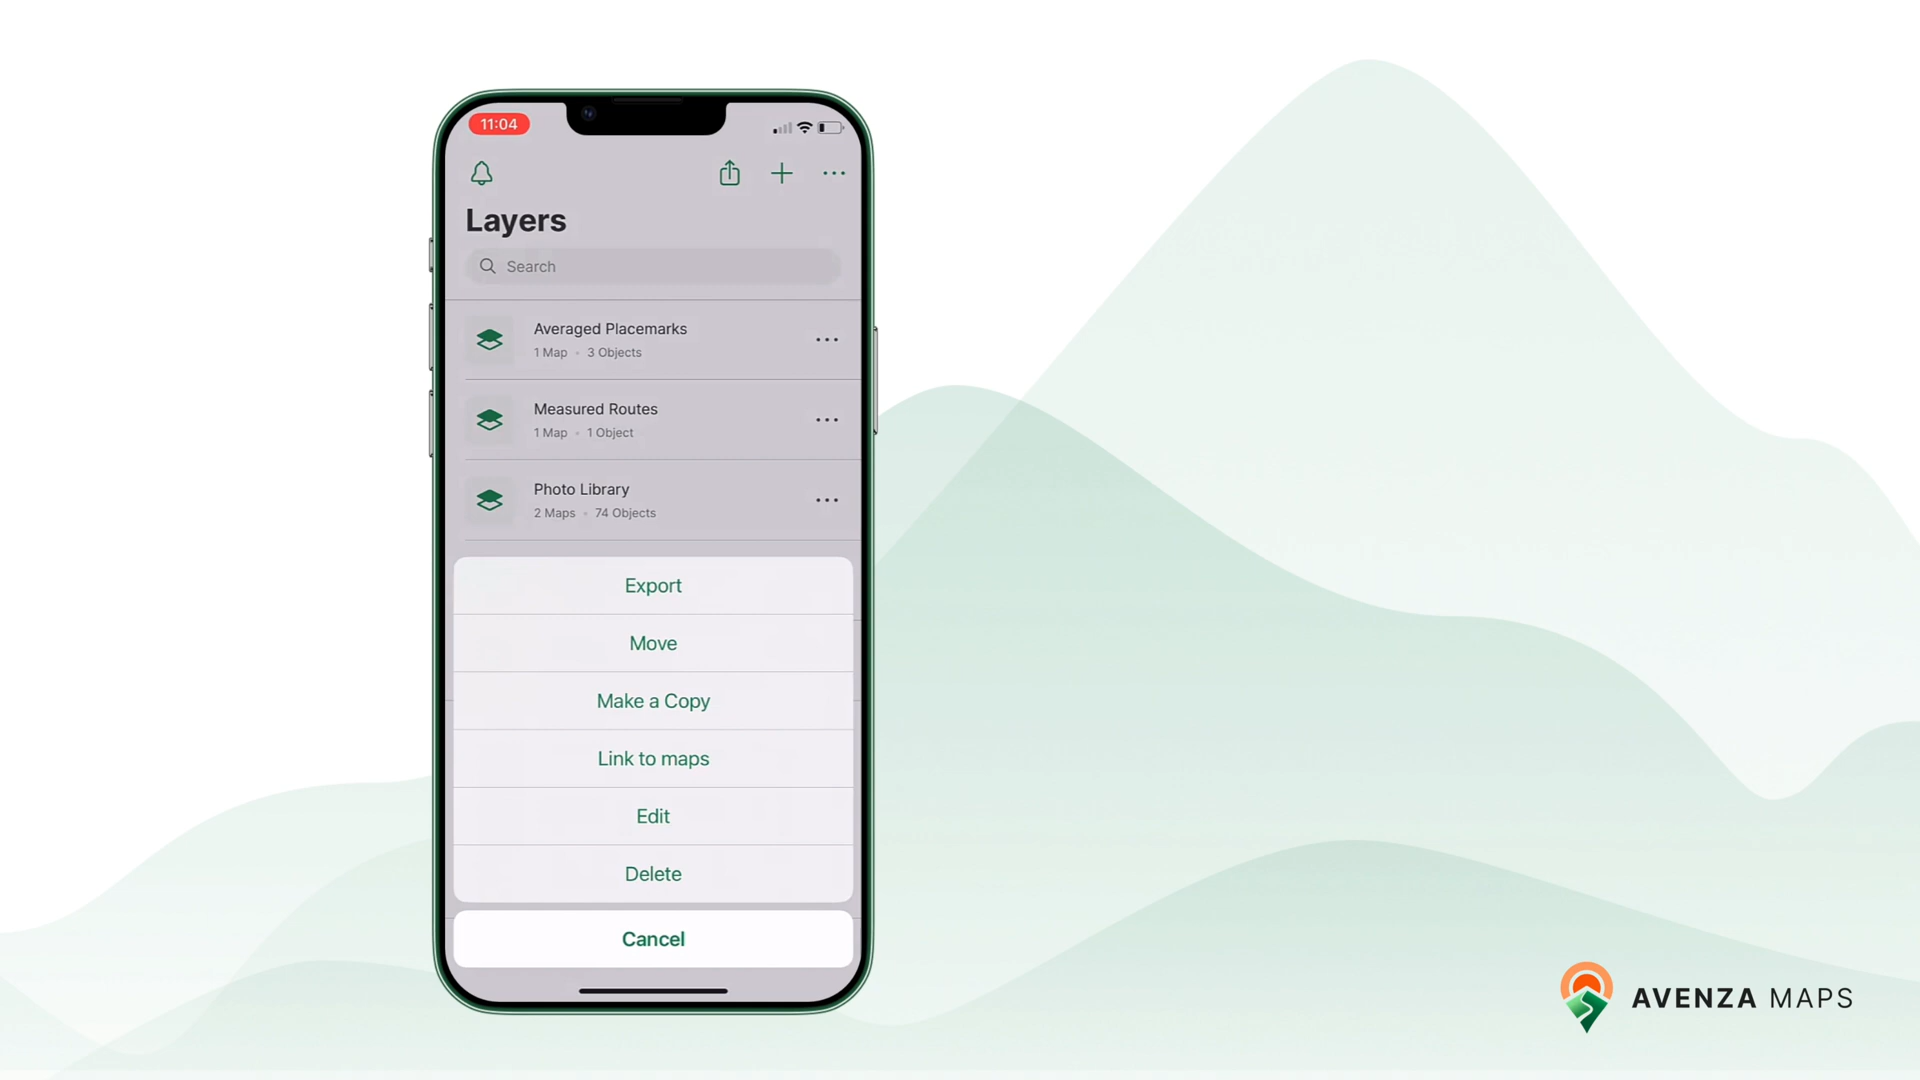 11:04
Layers
Search
Averaged Placemarks
1 Map • 3 Objects
Measured Routes
1 Map • 1 Object
Photo Library
2 Maps • 74 Objects
Export
Move
Make a Copy
Link to maps
Edit
Delete
Cancel
AVENZA MAPS